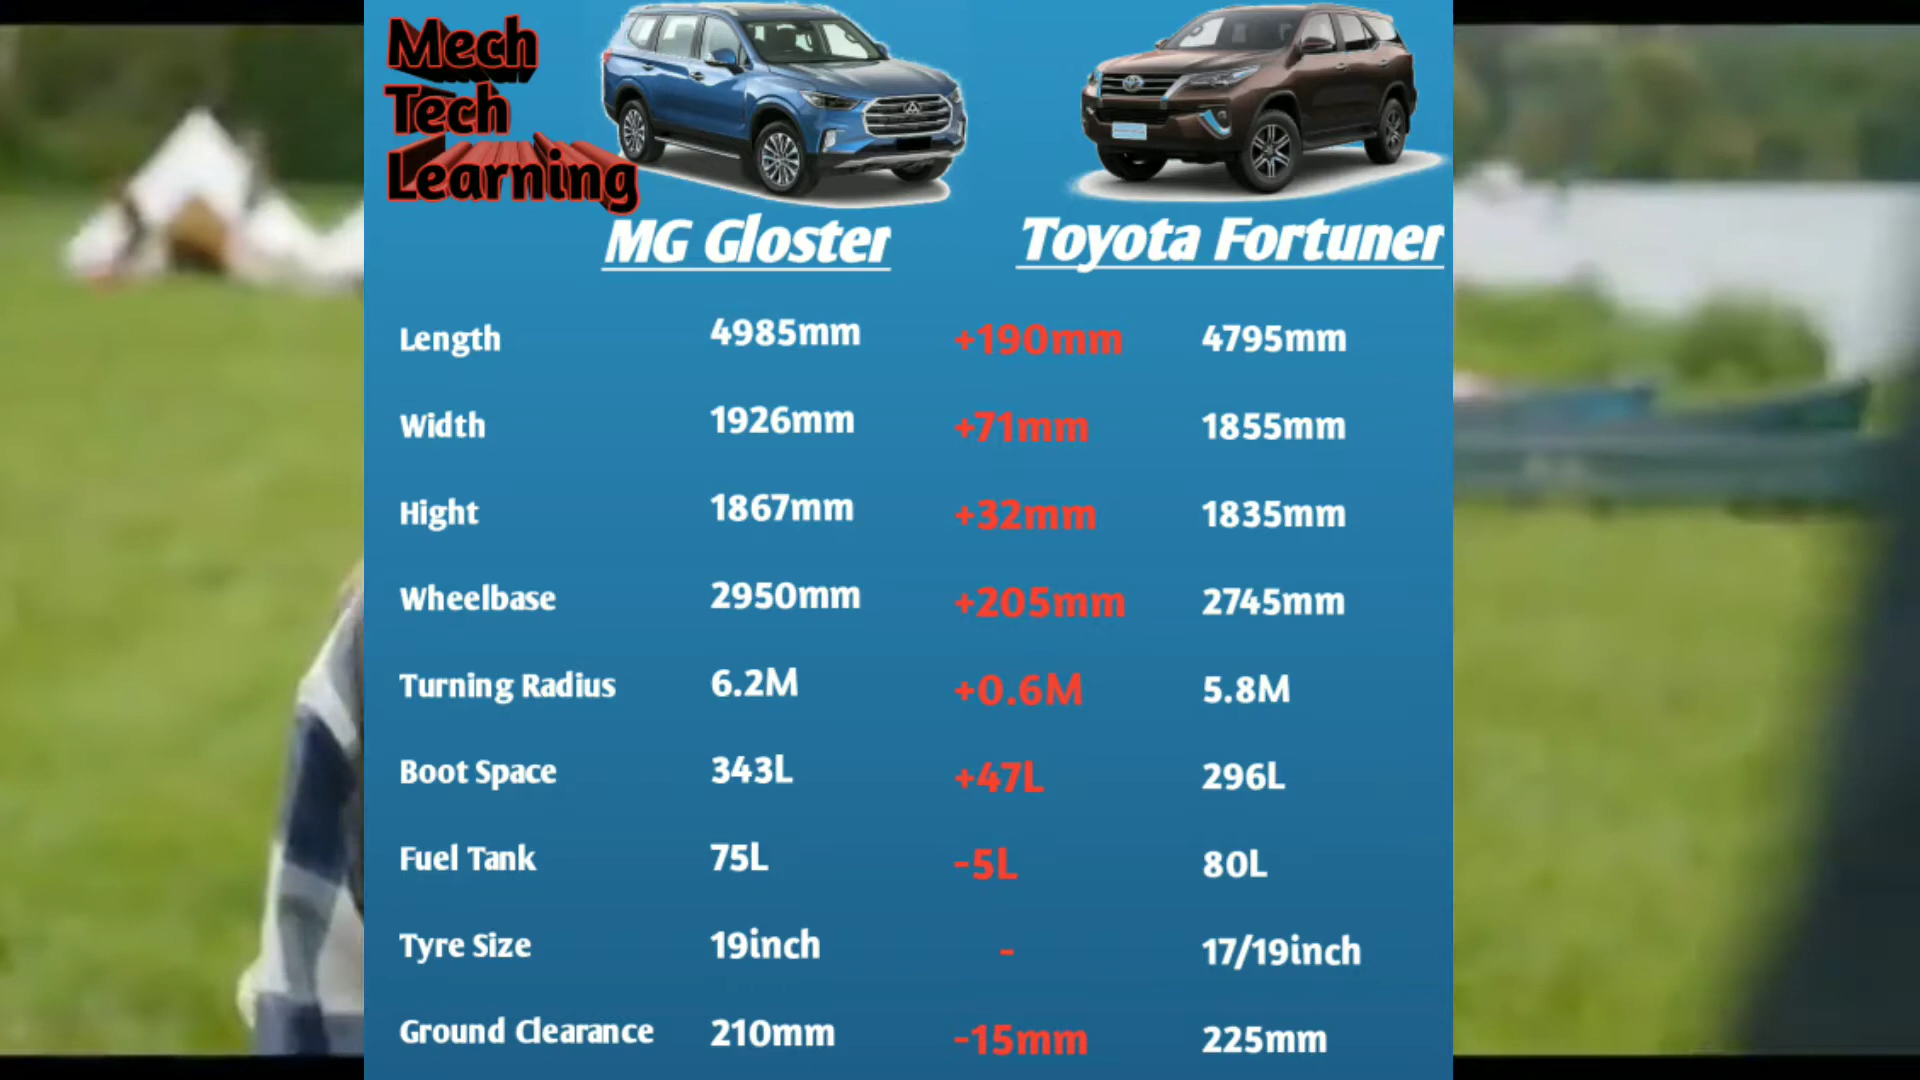 Mech
Tech
Learning
MG Gloster Toyota Fortuner
Length 4985mm +190mm 4795mm
Width 1926mm +71mm 1855mm
Hight 1867mm +32mm 1835mm
Wheelbase 2950mm +205mm 2745mm
Turning Radius 6.2M +0.6M 5.8M
Boot Space 343L +47L 296L
Fuel Tank 75L -5L 80L
Tyre Size 19inch - 17/19inch
Ground Clearance 210mm -15mm 225mm